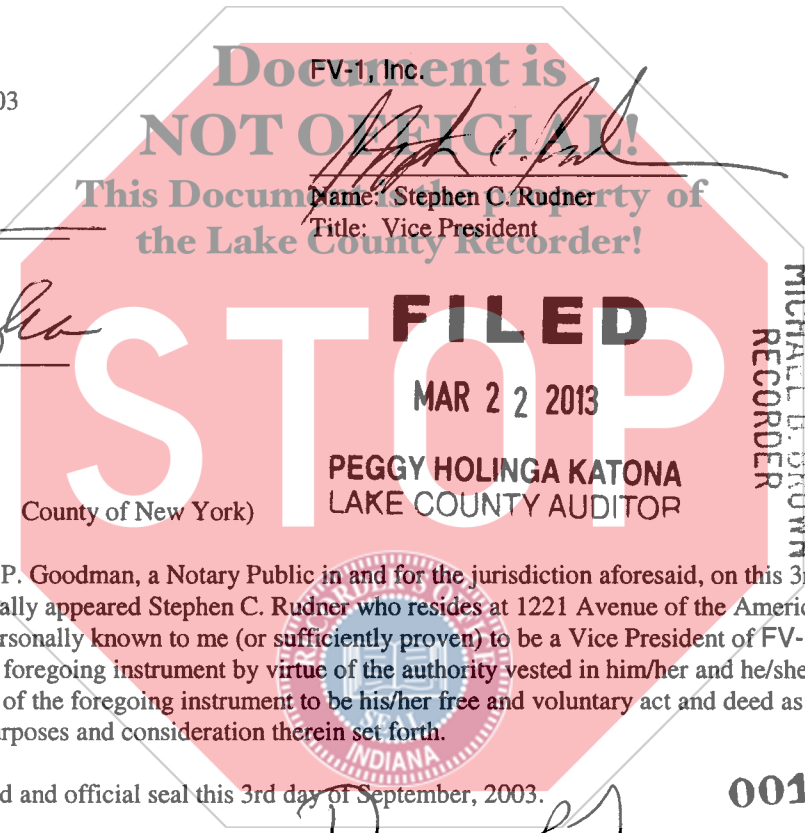 Document is
NOT OFFICIAL!
This Document is the property of
the Lake County Recorder!
STOP
FV-1, Inc.
03
Name: Stephen C. Rudner
Title: Vice President
FILED
MAR 22 2013
PEGGY HOLINGA KATONA
LAKE COUNTY AUDITOR
MICHAEL B. BROWN
RECORDER
County of New York)
P. Goodman, a Notary Public in and for the jurisdiction aforesaid, on this 3
ally appeared Stephen C. Rudner who resides at 1221 Avenue of the Americ
rsonally known to me (or sufficiently proven) to be a Vice President of FV-
foregoing instrument by virtue of the authority vested in him/her and he/she
of the foregoing instrument to be his/her free and voluntary act and deed as
rposes and consideration therein set forth.
RECORDER'S OFFICE
SEAL
INDIANA
d and official seal this 3rd day of September, 2003.
001